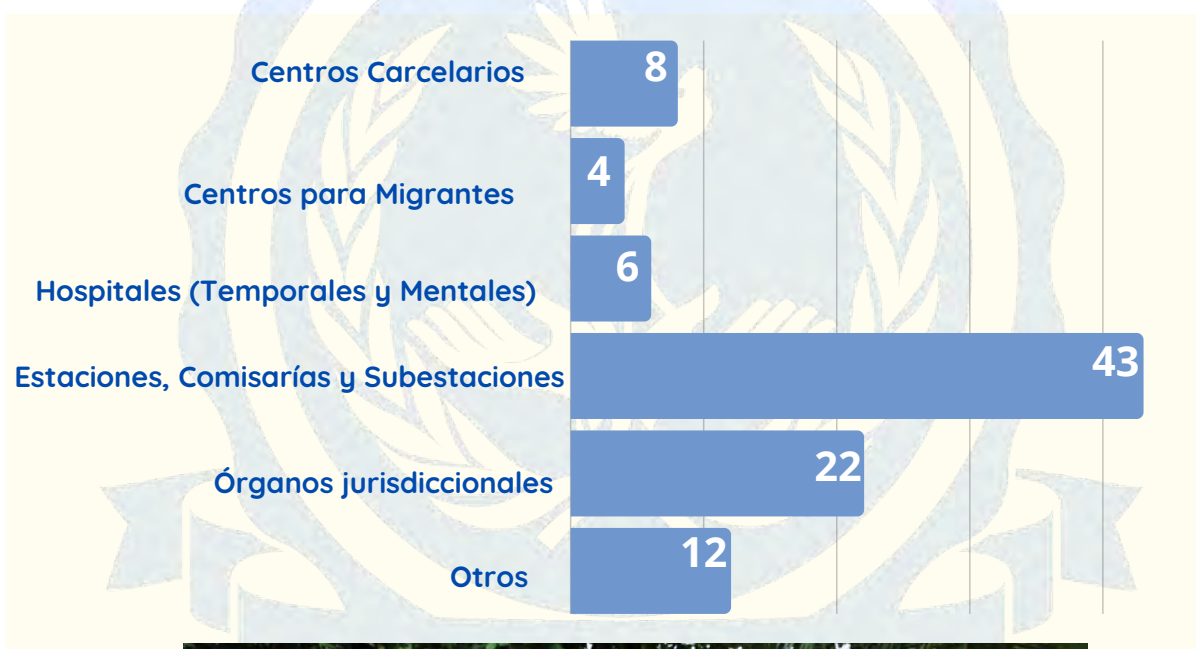 Centros Carcelarios
8
Centros para Migrantes
4
Hospitales (Temporales y Mentales)
6
Estaciones, Comisarías y Subestaciones
43
Órganos jurisdiccionales
22
Otros
12